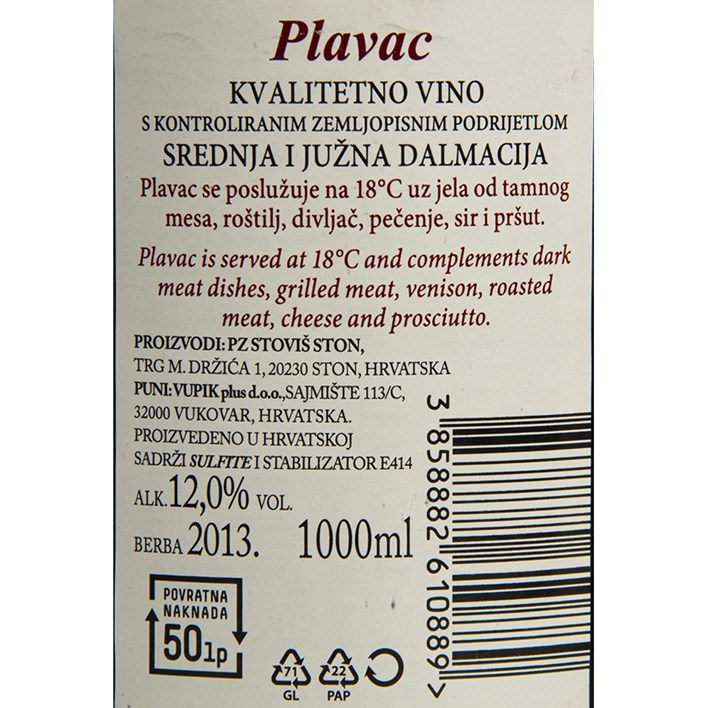 Plavac
KVALITETNO VINO
S KONTROLIRANIM ZEMLJOPISNIM PODRIJETLOM
SREDNJA I JUŽNA DALMACIJA
Plavac se poslužuje na 18°C uz jela od tamnog
mesa, roštilj, divljač, pečenje, sir i pršut.
Plavac is served at 18°C and complements dark
meat dishes, grilled meat, venison, roasted
meat, cheese and prosciutto.
PROIZVODI: PZ STOVIŠ STON,
TRG M. DRŽIĆA 1, 20230 STON, HRVATSKA
PUNI: VUPIK plus d.o.o.,SAJMIŠTE 113/C,
32000 VUKOVAR, HRVATSKA.
PROIZVEDENO U HRVATSKOJ
SADRŽI SULFITE I STABILIZATOR E414
ALK. 12,0% VOL.
BERBA 2013. 1000ml
3 858882 610889 >
POVRATNA
NAKNADA
50lp
71
GL
22
PAP